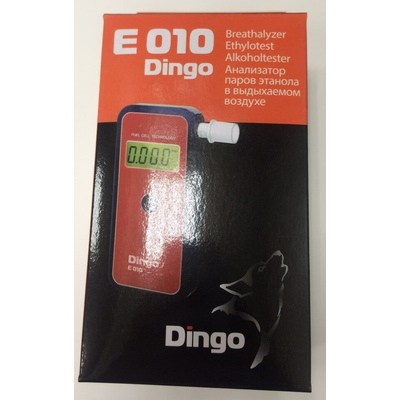 E 010
Dingo
Breathalyzer
Ethylotest
Alkoholtester
Анализатор
паров этанола
в выдыхаемом
воздухе
FUEL CELL TECHNOLOGY
0.000
Dingo
E 010
Dingo